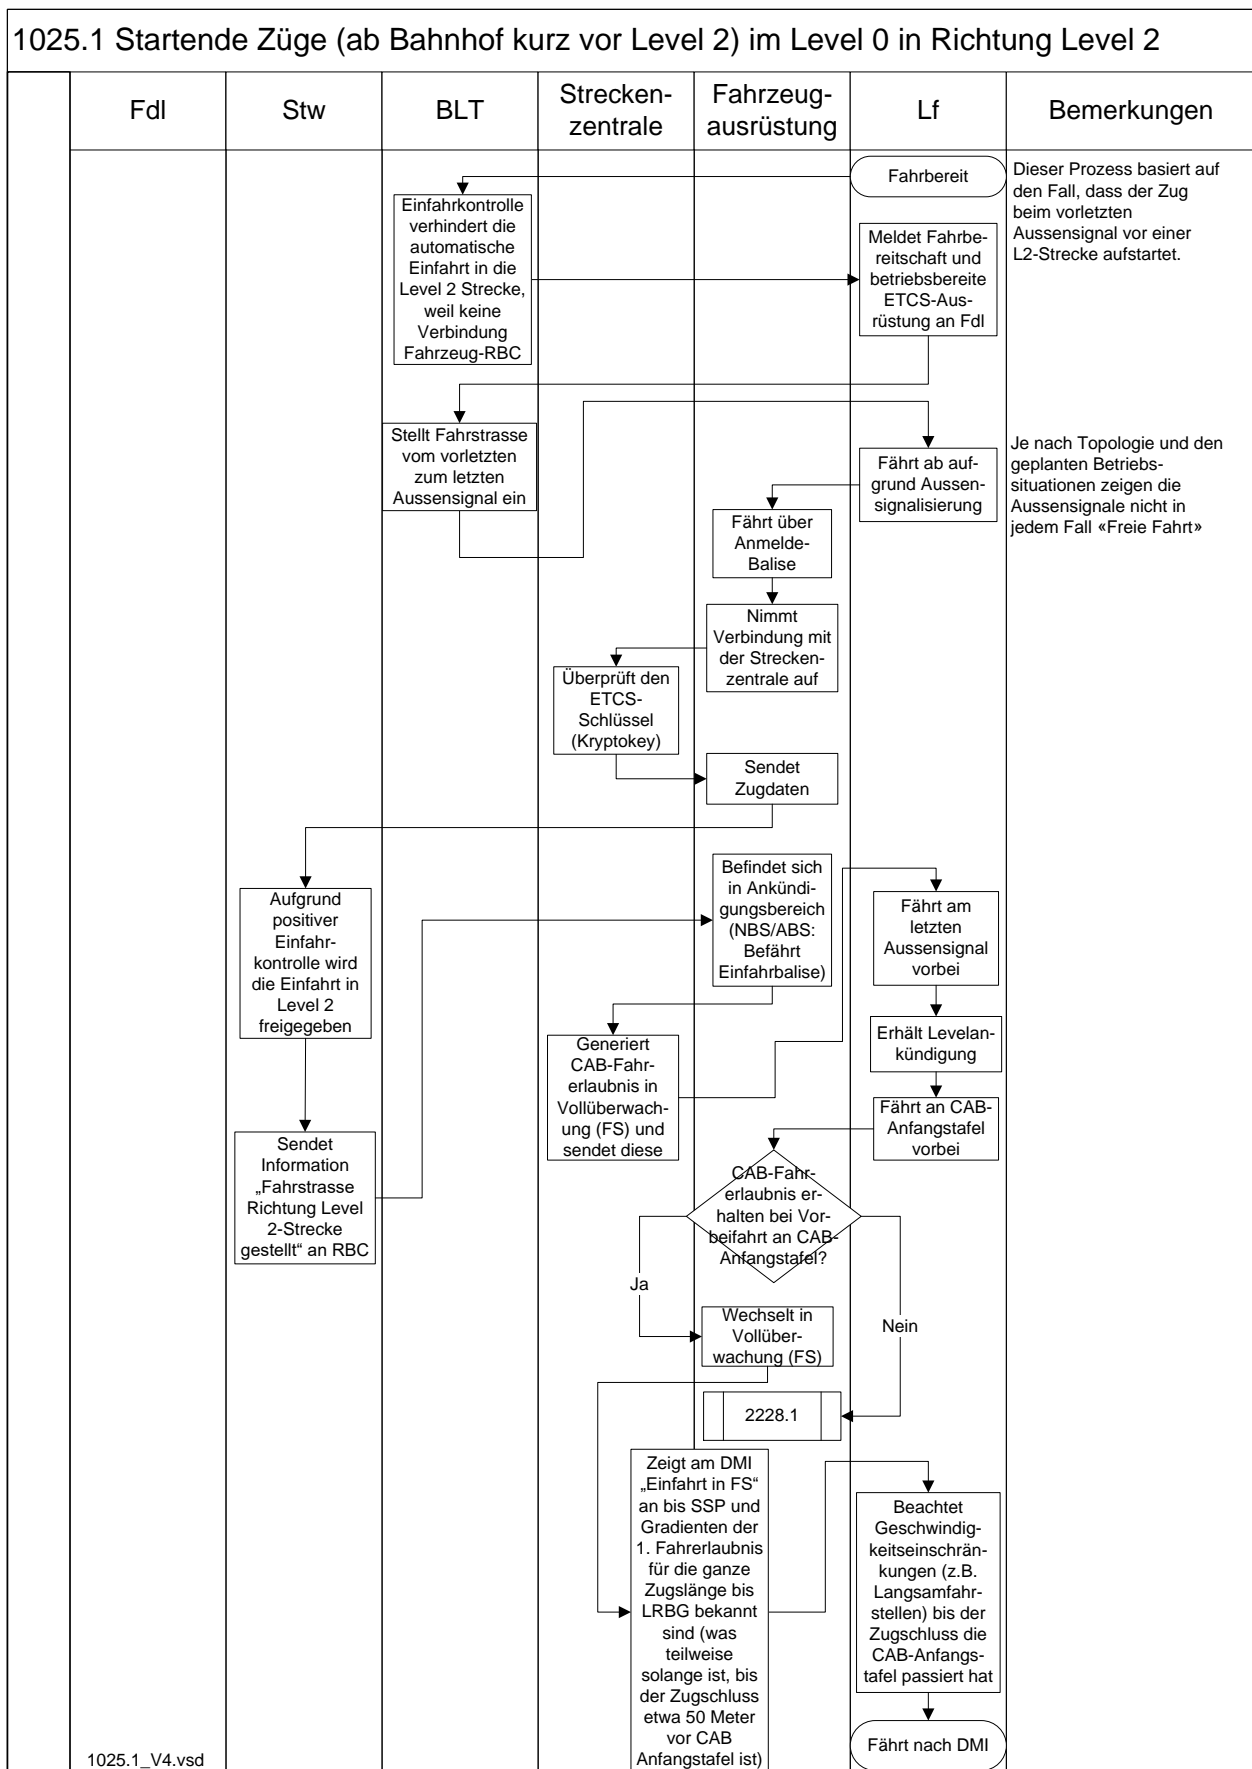 1025.1 Startende Züge (ab Bahnhof kurz vor Level 2) im Level 0 in Richtung Level 2
Fdl
Stw
BLT
Strecken-
zentrale
Fahrzeug-
ausrüstung
Lf
Bemerkungen
Fahrbereit
Dieser Prozess basiert auf
den Fall, dass der Zug
beim vorletzten
Aussensignal vor einer
L2-Strecke aufstartet.
Einfahrkontrolle
verhindert die
automatische
Einfahrt in die
Level 2 Strecke,
weil keine
Verbindung
Fahrzeug-RBC
Meldet Fahrbe-
reitschaft und
betriebsbereite
ETCS-Aus-
rüstung an Fdl
Stellt Fahrstrasse
vom vorletzten
zum letzten
Aussensignal ein
Fährt ab auf-
grund Aussen-
signalisierung
Je nach Topologie und den
geplanten Betriebs-
situationen zeigen die
Aussensignale nicht in
jedem Fall «Freie Fahrt»
Fährt über
Anmelde-
Balise
Nimmt
Verbindung mit
der Strecken-
zentrale auf
Überprüft den
ETCS-
Schlüssel
(Kryptokey)
Sendet
Zugdaten
Aufgrund
positiver
Einfahr-
kontrolle wird
die Einfahrt in
Level 2
freigegeben
Sendet
Information
„Fahrstrasse
Richtung Level
2-Strecke
gestellt“ an RBC
Befindet sich
in Ankündi-
gungsbereich
(NBS/ABS:
Befährt
Einfahrbalise)
Generiert
CAB-Fahr-
erlaubnis in
Vollüberwach-
ung (FS) und
sendet diese
Fährt am
letzten
Aussensignal
vorbei
Erhält Levelan-
kündigung
Fährt an CAB-
Anfangstafel
vorbei
CAB-Fahr-
erlaubnis er-
halten bei Vor-
beifahrt an CAB-
Anfangstafel?
Ja
Nein
Wechselt in
Vollüber-
wachung (FS)
2228.1
Zeigt am DMI
„Einfahrt in FS“
an bis SSP und
Gradienten der
1. Fahrerlaubnis
für die ganze
Zugslänge bis
LRBG bekannt
sind (was
teilweise
solange ist, bis
der Zugschluss
etwa 50 Meter
vor CAB
Anfangstafel ist)
Beachtet
Geschwindig-
keitseinschrän-
kungen (z.B.
Langsamfahr-
stellen) bis der
Zugschluss die
CAB-Anfangs-
tafel passiert hat
Fährt nach DMI
1025.1_V4.vsd